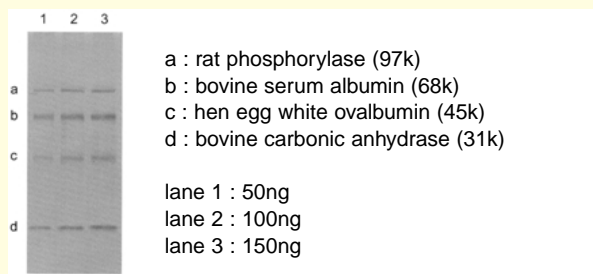 1 2 3
a
b
c
d
a : rat phosphorylase (97k)
b : bovine serum albumin (68k)
c : hen egg white ovalbumin (45k)
d : bovine carbonic anhydrase (31k)
lane 1 : 50ng
lane 2 : 100ng
lane 3 : 150ng